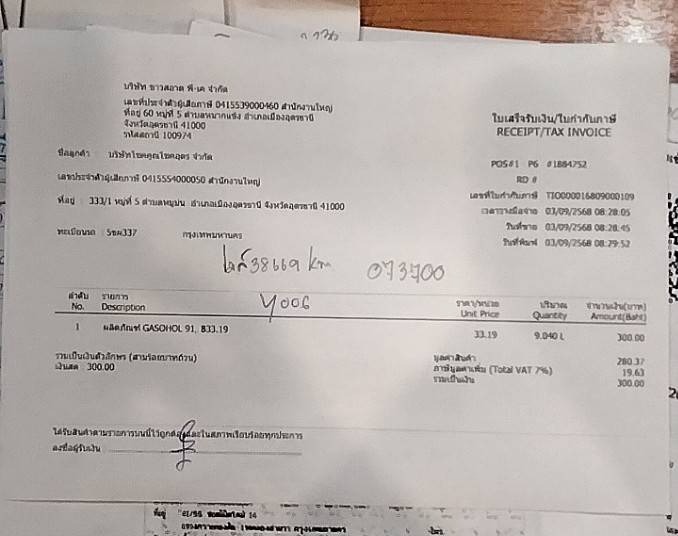 บริษัท ขาวสอาด พี-เค จำกัด
เลขที่ประจำตัวผู้เสียภาษี 0415539000460 สำนักงานใหญ่
ที่อยู่ 60 หมู่ที่ 5 ตำบลหมากแข้ง อำเภอเมืองอุดรธานี
จังหวัดอุดรธานี 41000
รหัสสถานี 100974
ใบเสร็จรับเงิน/ใบกำกับภาษี
RECEIPT/TAX INVOICE
ชื่อลูกค้า บริษัทโชคคูณโชคอุดร จำกัด
POS#1 P6 #1884752
RD #
เลขประจำตัวผู้เสียภาษี 0415554000050 สำนักงานใหญ่
เลขที่ใบกำกับภาษี TI0000016809000109
ที่อยู่ 333/1 หมู่ที่ 5 ตำบลหมูม่น อำเภอเมืองอุดรธานี จังหวัดอุดรธานี 41000
03/09/2568 08:28:05
วันที่ขาย 03/09/2568 08:28:45
ทะเบียนรถ 5ขฒ337 กรุงเทพมหานคร
วันที่พิมพ์ 03/09/2568 08:29:52
ไมล์ 38669 km 073700
Y006
ลำดับ รายการ ราคา/หน่วย ปริมาณ จำนวนเงิน(บาท)
No. Description Unit Price Quantity Amount(Baht)
1 ผลิตภัณฑ์ GASOHOL 91, ฿33.19 33.19 9.040 L 300.00
รวมเป็นเงินตัวอักษร (สามร้อยบาทถ้วน) มูลค่าสินค้า 280.37
เงินสด 300.00 ภาษีมูลค่าเพิ่ม (Total VAT 7%) 19.63
รวมเป็นเงิน 300.00
ได้รับสินค้าตามรายการบนนี้ไว้ถูกต้องและในสภาพเรียบร้อยทุกประการ
ลงชื่อผู้รับเงิน
ที่อยู่